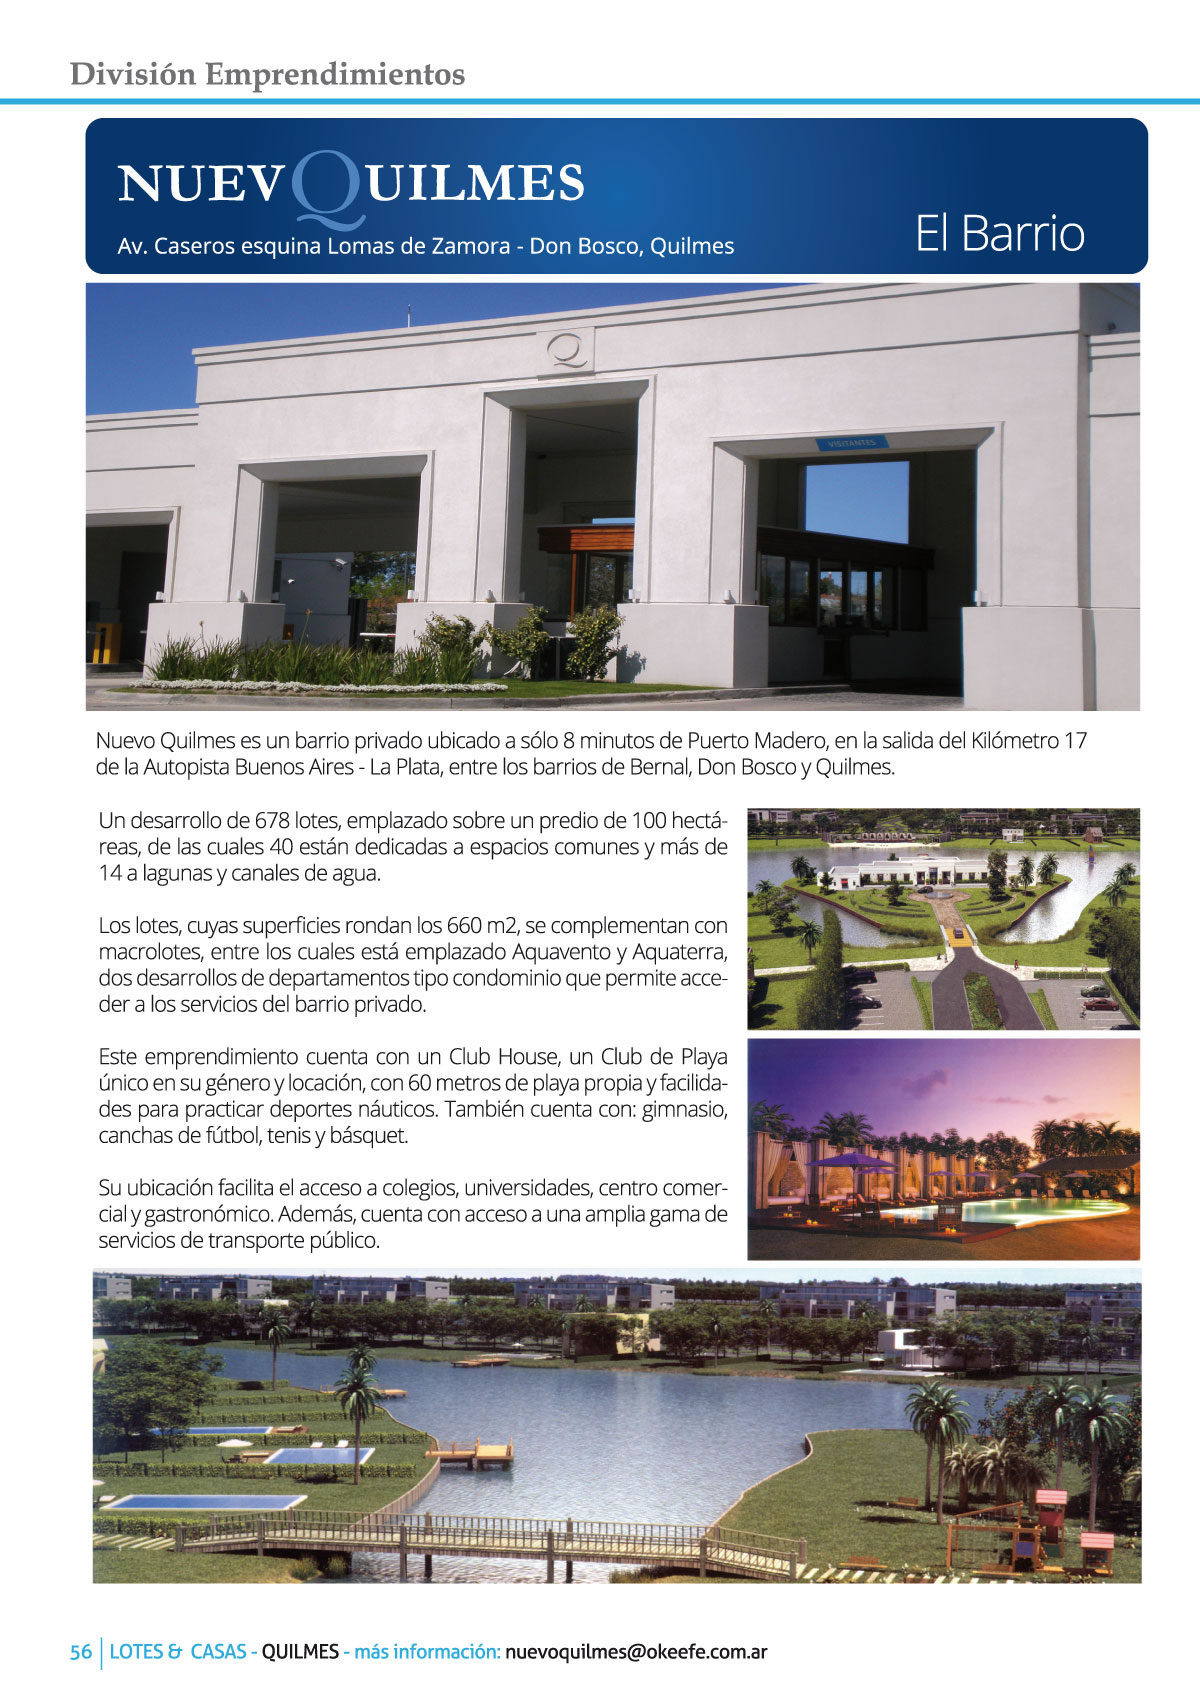 División Emprendimientos
NUEVQUILMES
Av. Caseros esquina Lomas de Zamora - Don Bosco, Quilmes
El Barrio
Q
VISITANTES
Nuevo Quilmes es un barrio privado ubicado a sólo 8 minutos de Puerto Madero, en la salida del Kilómetro 17
de la Autopista Buenos Aires - La Plata, entre los barrios de Bernal, Don Bosco y Quilmes.
Un desarrollo de 678 lotes, emplazado sobre un predio de 100 hectá-
reas, de las cuales 40 están dedicadas a espacios comunes y más de
14 a lagunas y canales de agua.
Los lotes, cuyas superficies rondan los 660 m2, se complementan con
macrolotes, entre los cuales está emplazado Aquavento y Aquaterra,
dos desarrollos de departamentos tipo condominio que permite acce-
der a los servicios del barrio privado.
Este emprendimiento cuenta con un Club House, un Club de Playa
único en su género y locación, con 60 metros de playa propia y facilida-
des para practicar deportes náuticos. También cuenta con: gimnasio,
canchas de fútbol, tenis y básquet.
Su ubicación facilita el acceso a colegios, universidades, centro comer-
cial y gastronómico. Además, cuenta con acceso a una amplia gama de
servicios de transporte público.
56 | LOTES & CASAS - QUILMES - más información: nuevoquilmes@okeefe.com.ar